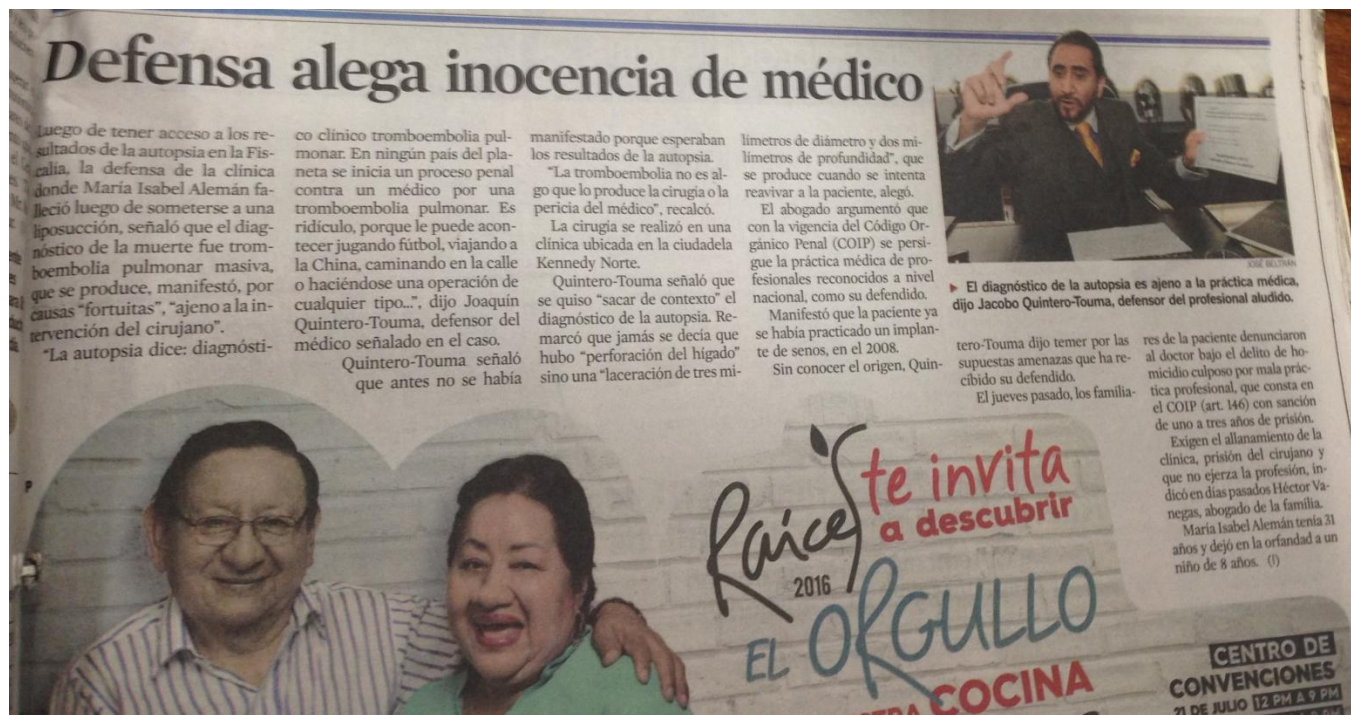 Defensa alega inocencia de médico
Luego de tener acceso a los re-
sultados de la autopsia en la Fis-
calía, la defensa de la clínica
donde María Isabel Alemán fa-
lleció luego de someterse a una
liposucción, señaló que el diag-
nóstico de la muerte fue trom-
boembolia pulmonar masiva,
que se produce, manifestó, por
causas “fortuitas”, “ajeno a la in-
tervención del cirujano”.
“La autopsia dice: diagnósti-
co clínico tromboembolia pul-
monar. En ningún país del pla-
neta se inicia un proceso penal
contra un médico por una
tromboembolia pulmonar. Es
ridículo, porque le puede acon-
tecer jugando fútbol, viajando a
la China, caminando en la calle
o haciéndose una operación de
cualquier tipo...”, dijo Joaquín
Quintero-Touma, defensor del
médico señalado en el caso.
Quintero-Touma señaló
que antes no se había
manifestado porque esperaban
los resultados de la autopsia.
“La tromboembolia no es al-
go que lo produce la cirugía o la
pericia del médico”, recalcó.
La cirugía se realizó en una
clínica ubicada en la ciudadela
Kennedy Norte.
Quintero-Touma señaló que
se quiso “sacar de contexto” el
diagnóstico de la autopsia. Re-
marcó que jamás se decía que
hubo “perforación del hígado”
sino una “laceración de tres mi-
límetros de diámetro y dos mi-
límetros de profundidad”, que
se produce cuando se intenta
reavivar a la paciente, alegó.
El abogado argumentó que
con la vigencia del Código Or-
gánico Penal (COIP) se persi-
gue la práctica médica de pro-
fesionales reconocidos a nivel
nacional, como su defendido.
Manifestó que la paciente ya
se había practicado un implan-
te de senos, en el 2008.
Sin conocer el origen, Quin-
JOSÉ BELTRÁN
▶ El diagnóstico de la autopsia es ajeno a la práctica médica,
dijo Jacobo Quintero-Touma, defensor del profesional aludido.
tero-Touma dijo temer por las
supuestas amenazas que ha re-
cibido su defendido.
El jueves pasado, los familia-
res de la paciente denunciaron
al doctor bajo el delito de ho-
micidio culposo por mala prác-
tica profesional, que consta en
el COIP (art. 146) con sanción
de uno a tres años de prisión.
Exigen el allanamiento de la
clínica, prisión del cirujano y
que no ejerza la profesión, in-
dicó en días pasados Héctor Va-
negas, abogado de la familia.
María Isabel Alemán tenía 31
años y dejó en la orfandad a un
niño de 8 años. (I)
Raíces
2016
te invita
a descubrir
EL ORGULLO
COCINA
CENTRO DE
CONVENCIONES
21 DE JULIO 12 PM A 9 PM